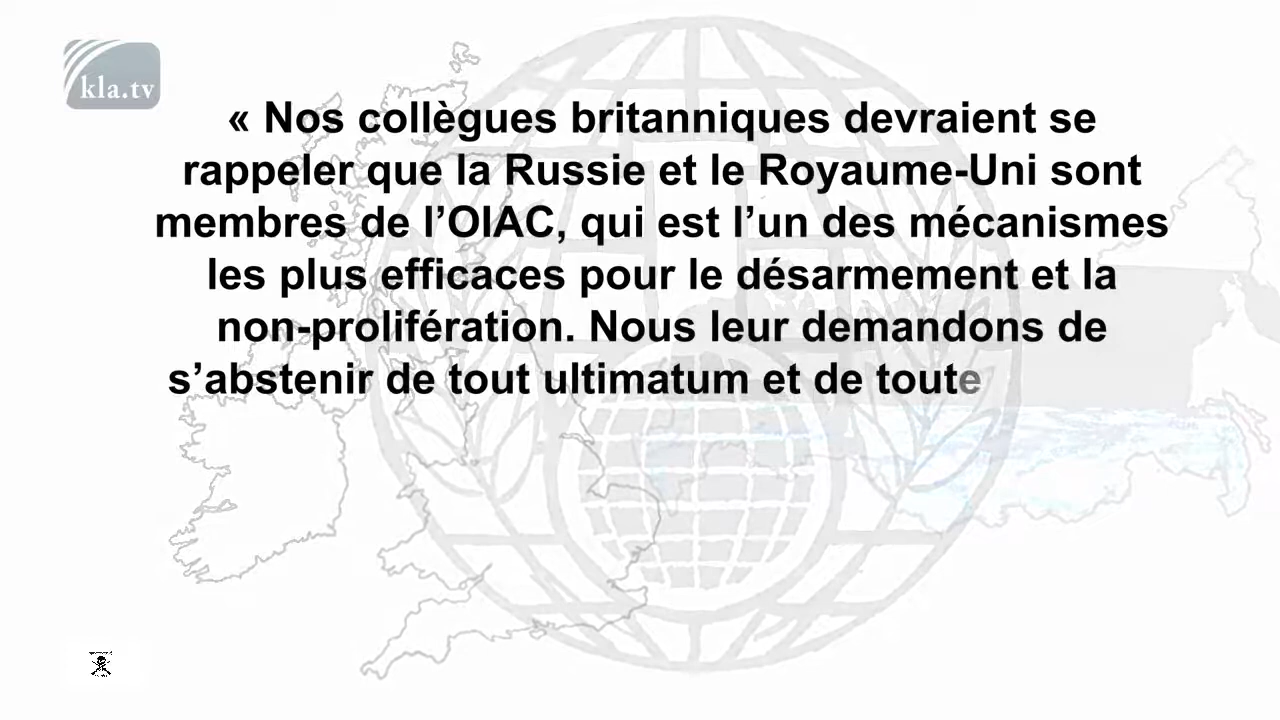 kla.tv
« Nos collègues britanniques devraient se
rappeler que la Russie et le Royaume-Uni sont
membres de l’OIAC, qui est l’un des mécanismes
les plus efficaces pour le désarmement et la
non-prolifération. Nous leur demandons de
s’abstenir de tout ultimatum et de toute